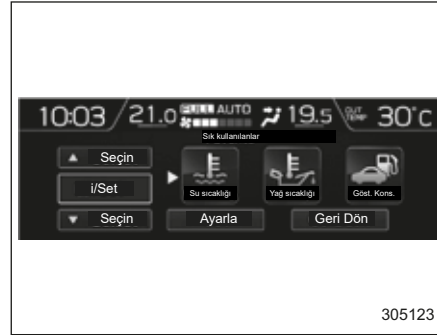 10:03 21.0 FULL AUTO 19.5 OUT TEMP 30°C
Sık kullanılanlar
▲ Seçin
i/Set
▼ Seçin
Su sıcaklığı Yağ sıcaklığı Göst. Kons.
Ayarla Geri Dön
305123